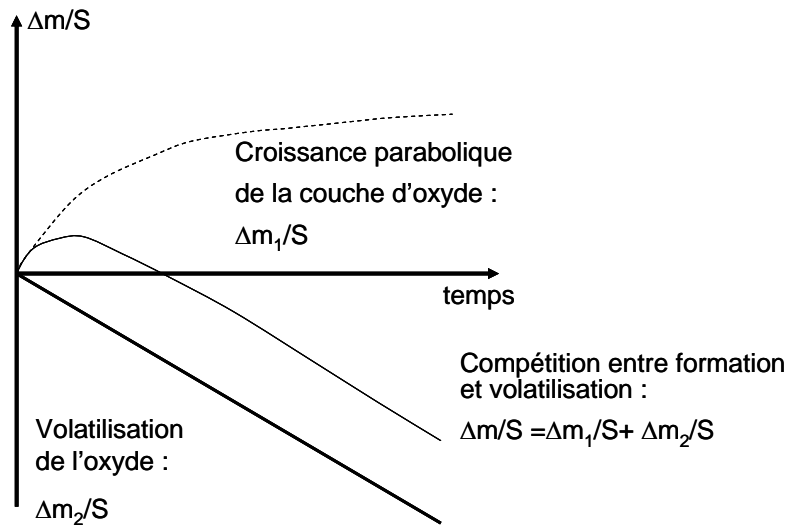 Δm/S
Croissance parabolique
de la couche d'oxyde :
Δm₁/S
temps
Compétition entre formation
et volatilisation :
Δm/S =Δm₁/S+ Δm₂/S
Volatilisation
de l'oxyde :
Δm₂/S